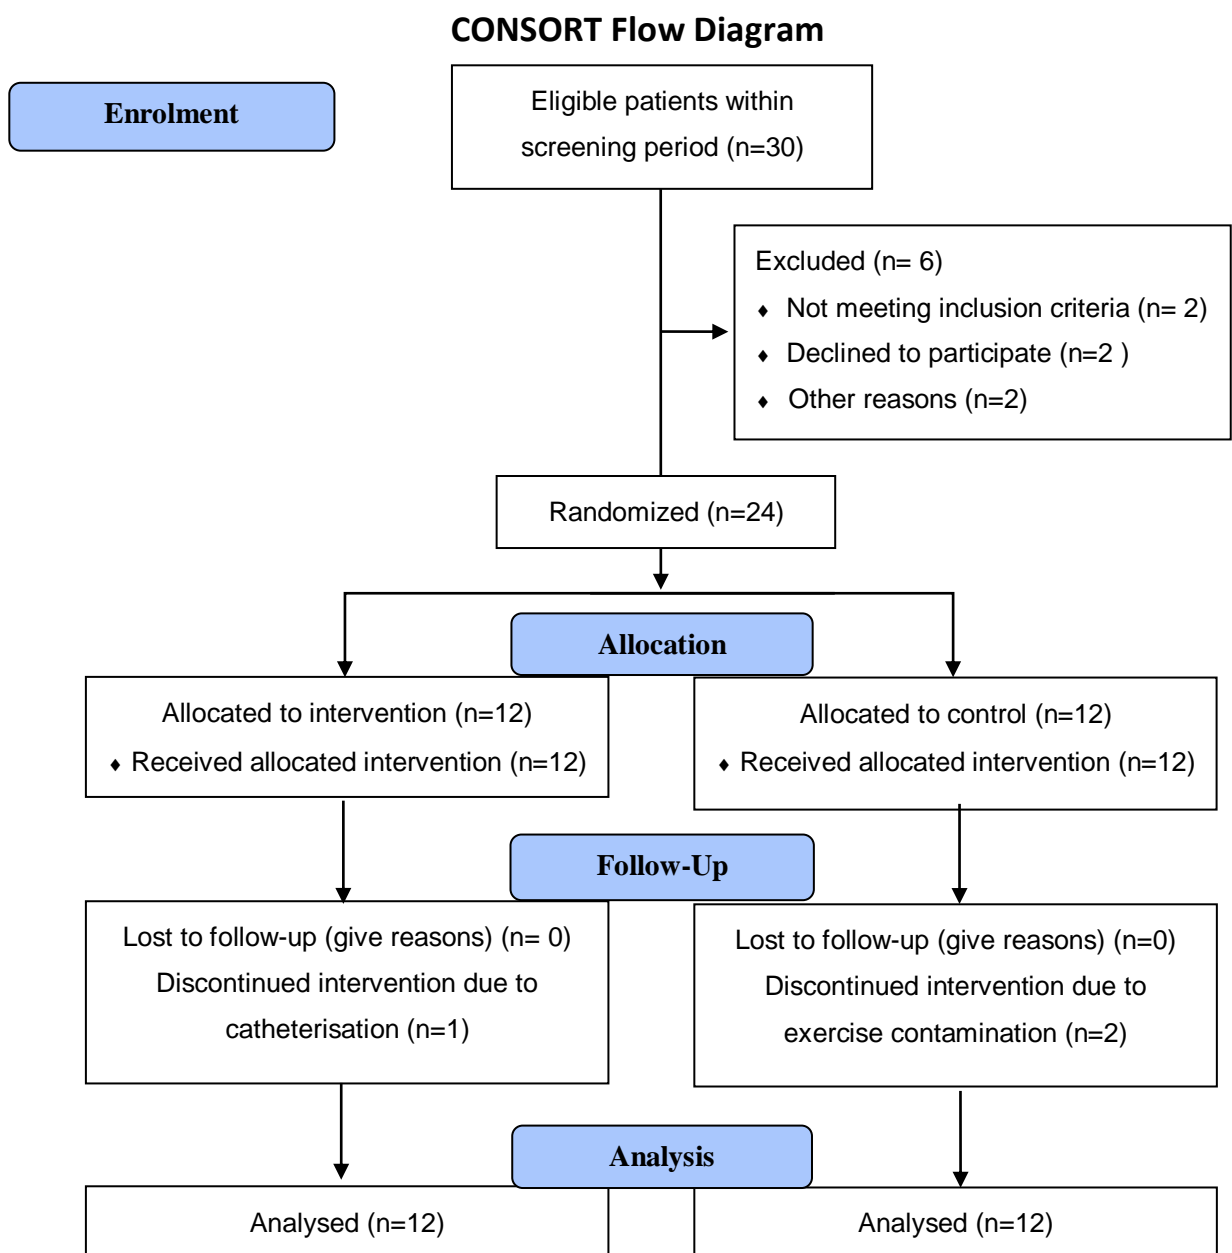 CONSORT Flow Diagram
Enrolment
Eligible patients within
screening period (n=30)
Excluded (n= 6)
♦ Not meeting inclusion criteria (n= 2)
♦ Declined to participate (n=2 )
♦ Other reasons (n=2)
Randomized (n=24)
Allocation
Allocated to intervention (n=12)
♦ Received allocated intervention (n=12)
Allocated to control (n=12)
♦ Received allocated intervention (n=12)
Follow-Up
Lost to follow-up (give reasons) (n= 0)
Discontinued intervention due to
catheterisation (n=1)
Lost to follow-up (give reasons) (n=0)
Discontinued intervention due to
exercise contamination (n=2)
Analysis
Analysed (n=12)
Analysed (n=12)